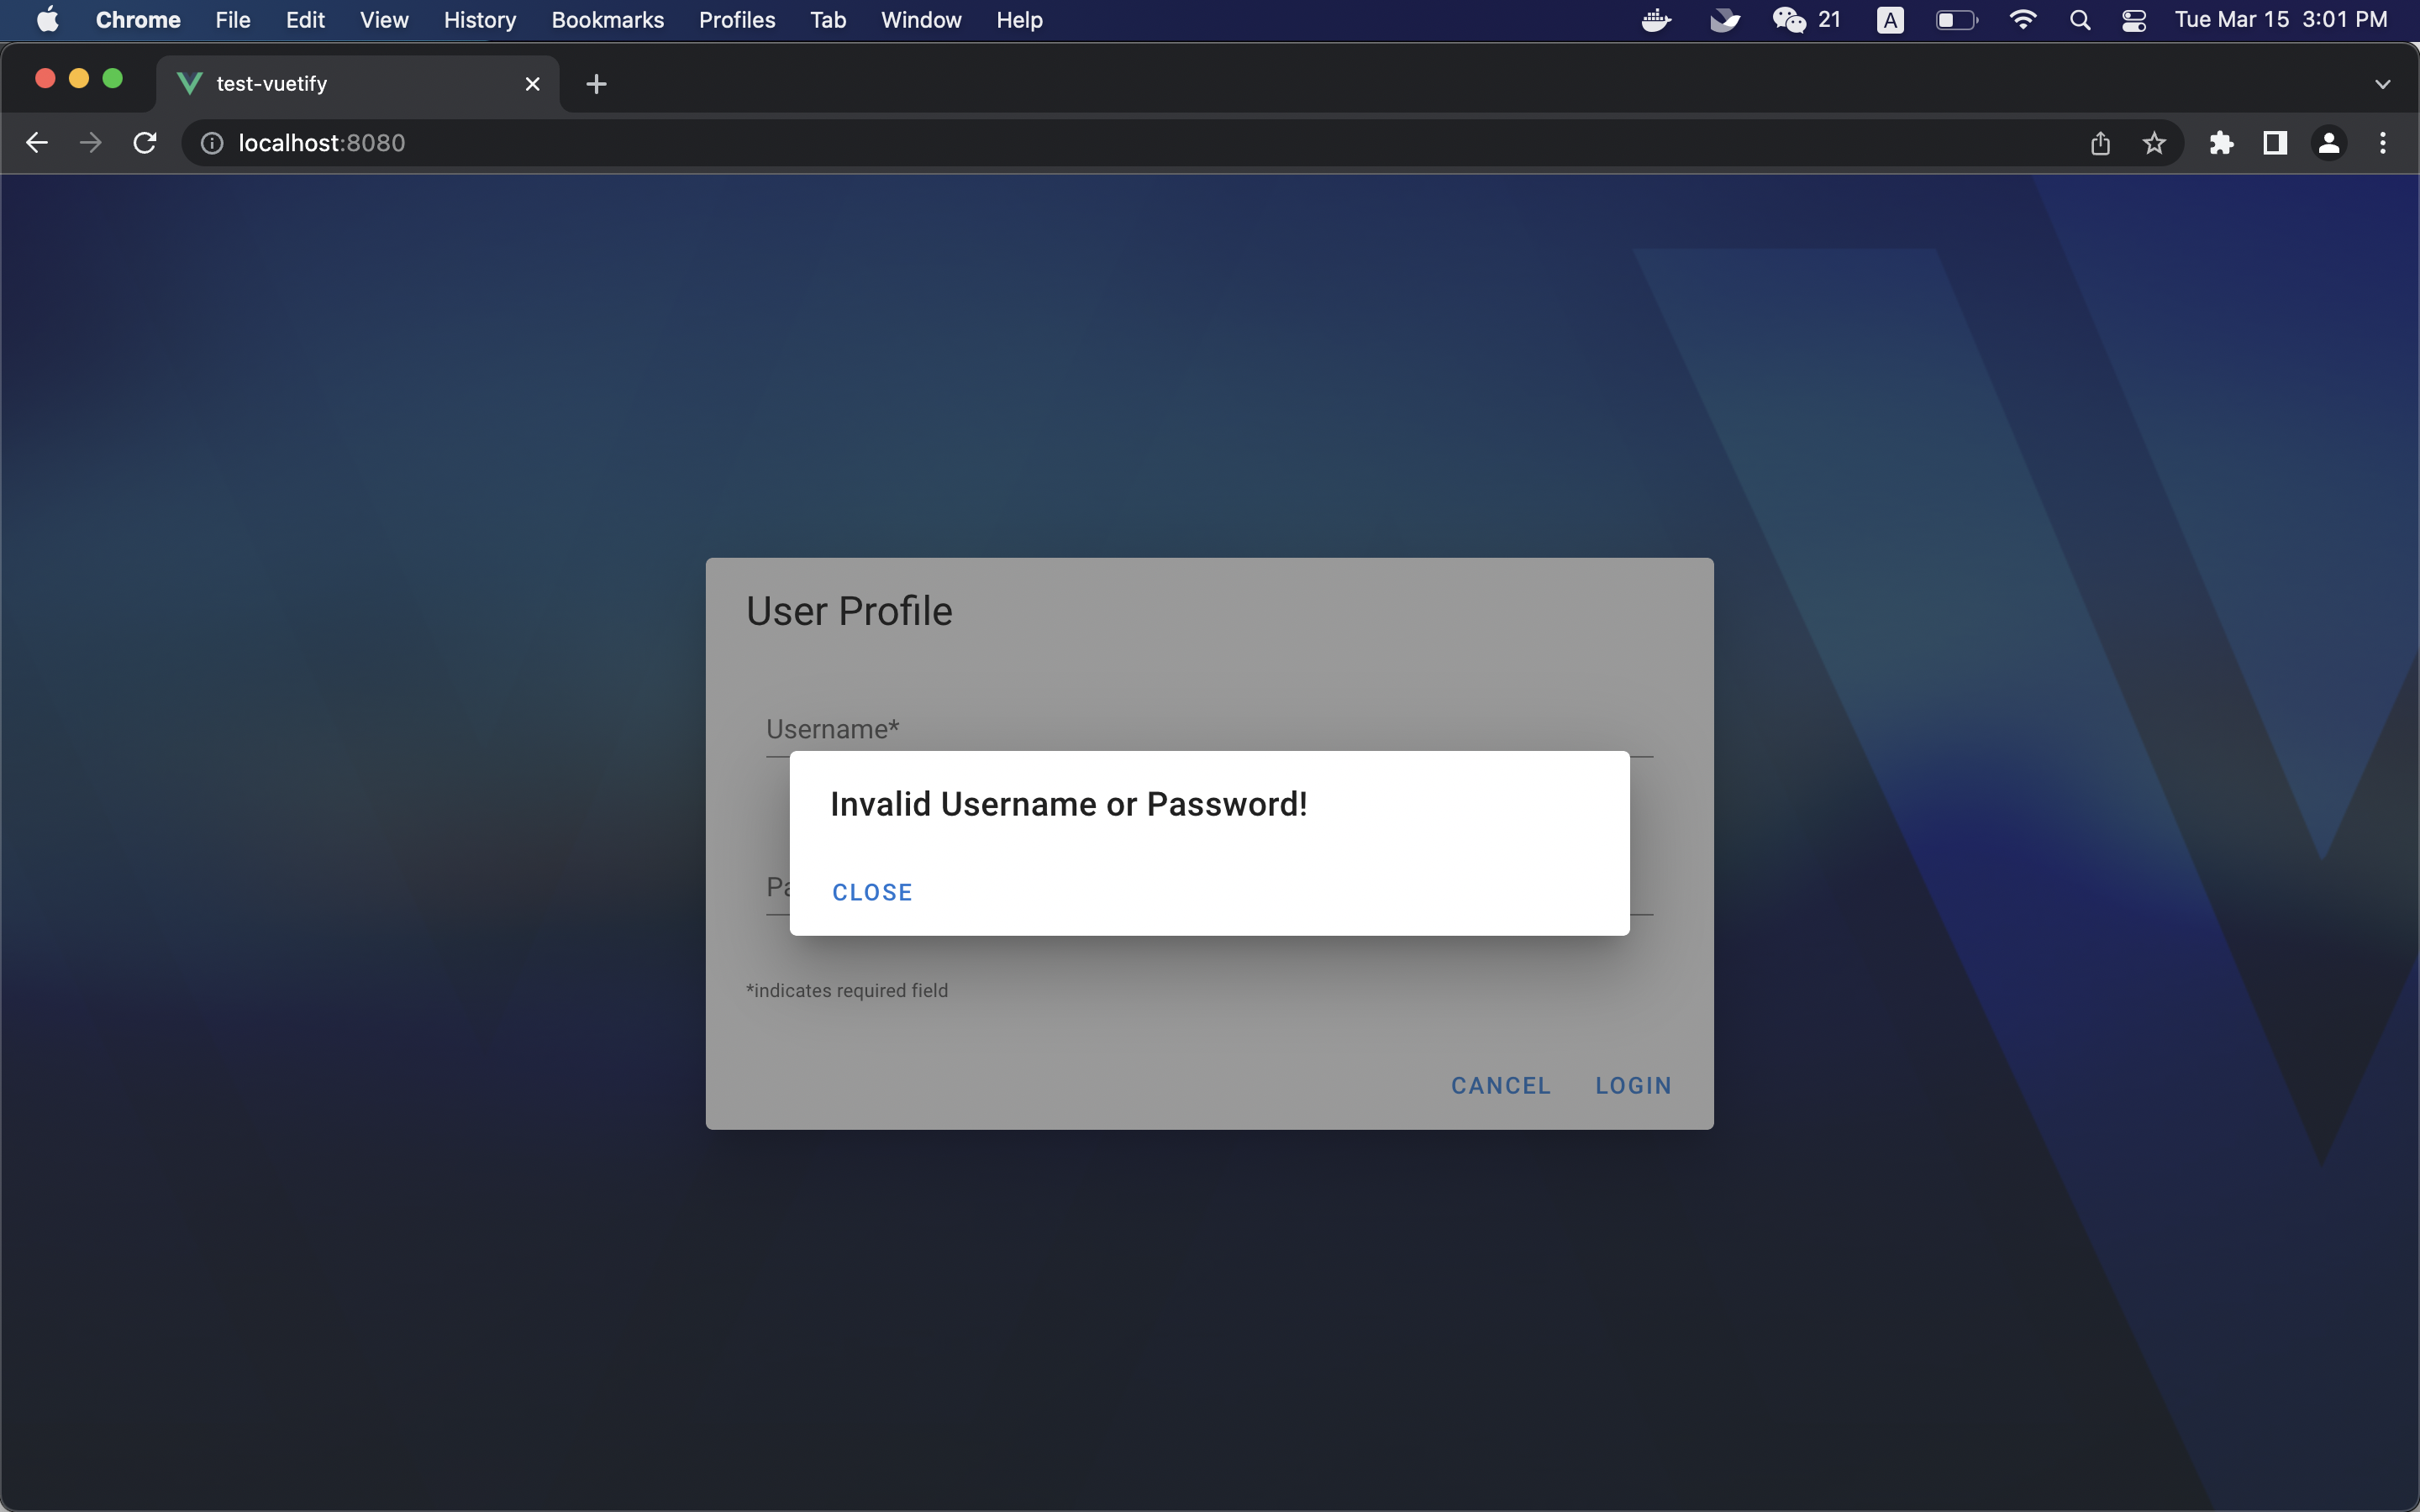 Chrome File Edit View History Bookmarks Profiles Tab Window Help 21 A Tue Mar 15 3:01 PM
test-vuetify
localhost:8080
User Profile
Username*
Invalid Username or Password!
Pa
CLOSE
*indicates required field
CANCEL LOGIN